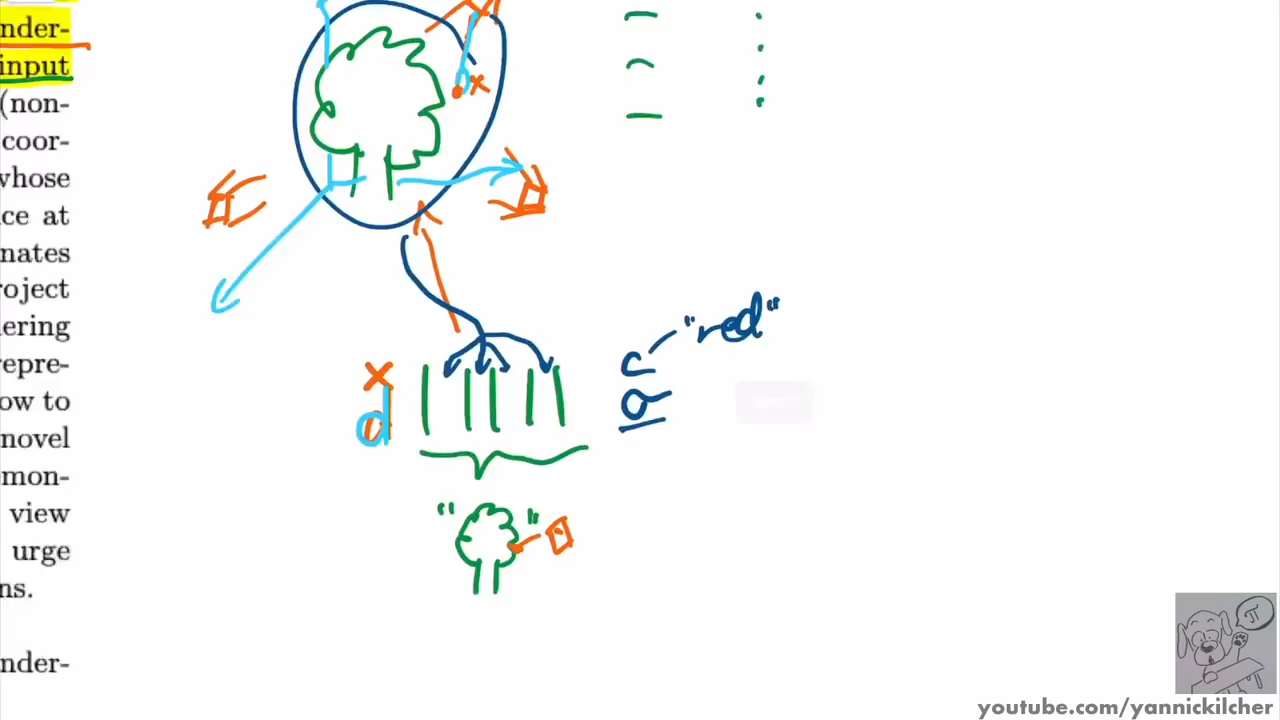 nder-
input
(non-
coor-
whose
ce at
nates
roject
lering
repre-
ow to
novel
mon-
view
urge
ns.
nder-
x
x
d
c
"red"
σ
" "
π
youtube.com/yannickilcher